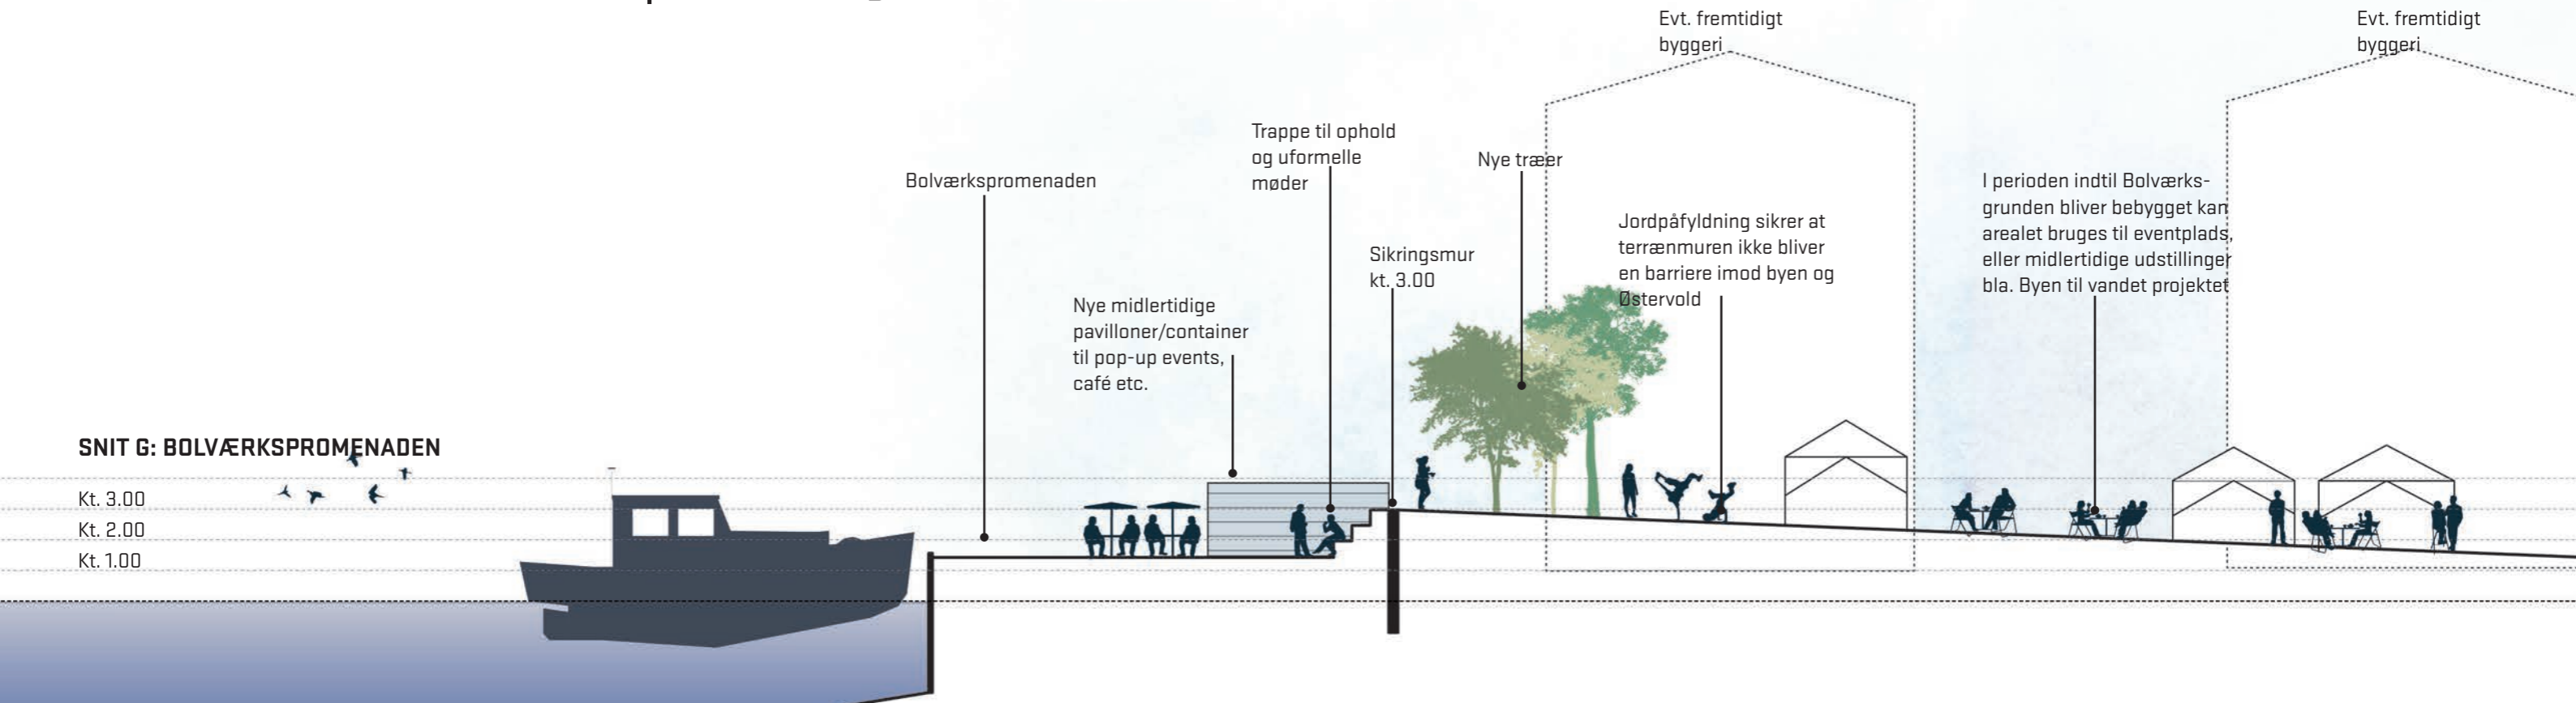 Evt. fremtidigt
byggeri
Evt. fremtidigt
byggeri
Trappe til ophold
og uformelle
møder
Nye træer
Bolværkspromenaden
I perioden indtil Bolværks-
grunden bliver bebygget kan
arealet bruges til eventplads,
eller midlertidige udstillinger
bla. Byen til vandet projektet
Jordpåfyldning sikrer at
terrænmuren ikke bliver
en barriere imod byen og
Østervold
Sikringsmur
kt. 3.00
Nye midlertidige
pavilloner/container
til pop-up events,
café etc.
SNIT G: BOLVÆRKSPROMENADEN
Kt. 3.00
Kt. 2.00
Kt. 1.00